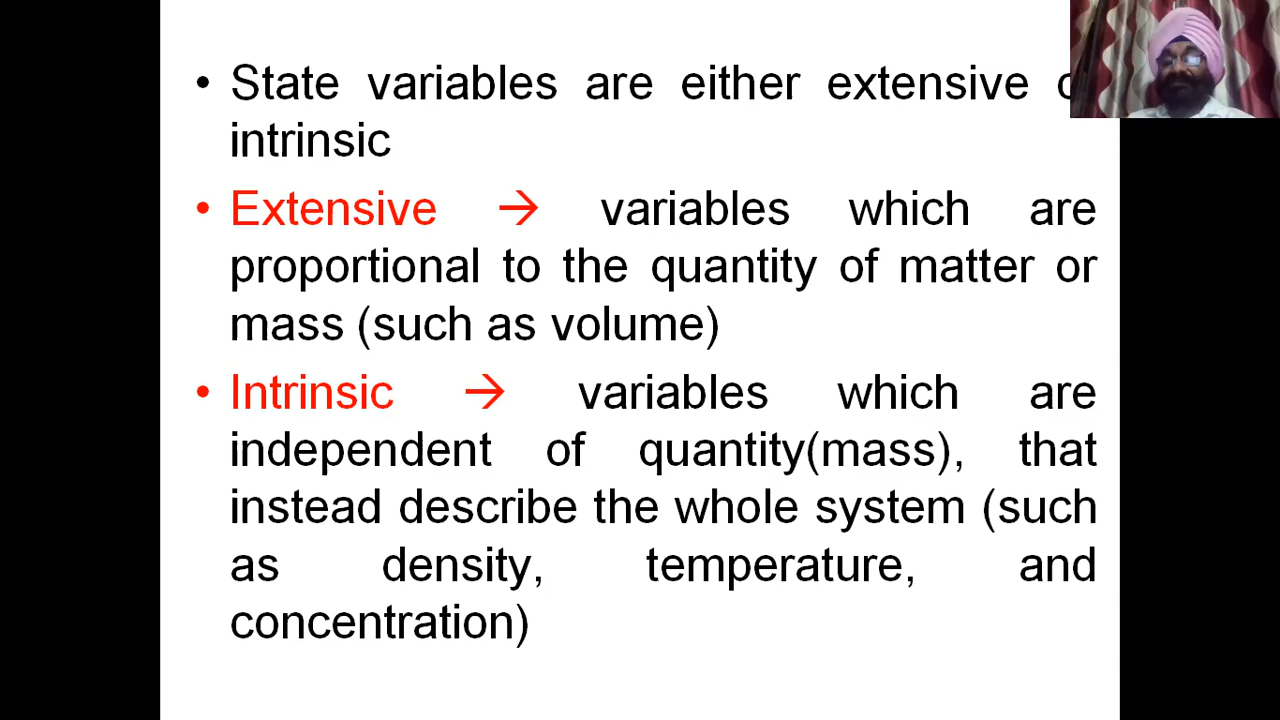 • State variables are either extensive
intrinsic
• Extensive → variables which are
proportional to the quantity of matter or
mass (such as volume)
• Intrinsic → variables which are
independent of quantity(mass), that
instead describe the whole system (such
as density, temperature, and
concentration)